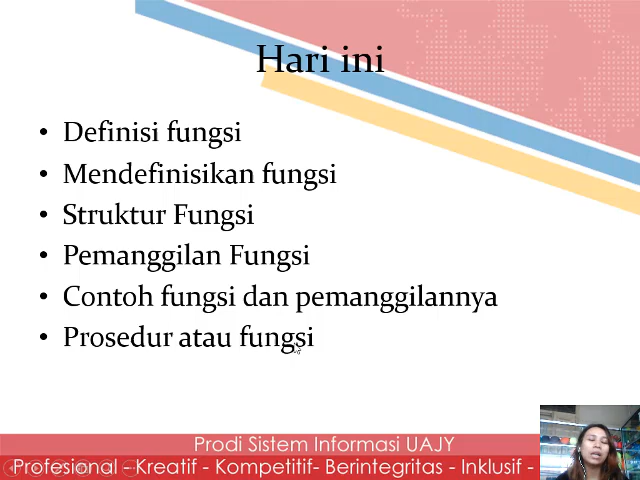 Hari ini
• Definisi fungsi
• Mendefinisikan fungsi
• Struktur Fungsi
• Pemanggilan Fungsi
• Contoh fungsi dan pemanggilannya
• Prosedur atau fungsi
Prodi Sistem Informasi UAJY
Profesional - Kreatif - Kompetitif- Berintegritas - Inklusif -